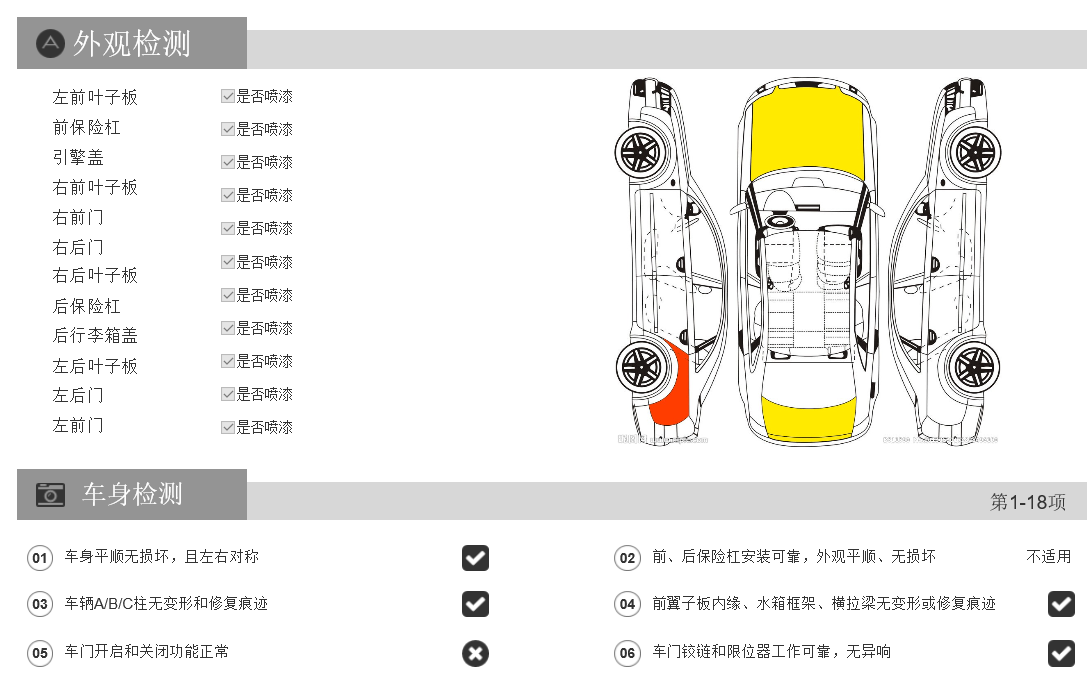 外观检测
左前叶子板 是否喷漆
前保险杠 是否喷漆
引擎盖 是否喷漆
右前叶子板 是否喷漆
右前门 是否喷漆
右后门 是否喷漆
右后叶子板 是否喷漆
后保险杠 是否喷漆
后行李箱盖 是否喷漆
左后叶子板 是否喷漆
左后门 是否喷漆
左前门
车身检测 第1-18项
01 车身平顺无损坏，且左右对称
02 前、后保险杠安装可靠，外观平顺、无损坏 不适用
03 车辆A/B/C柱无变形和修复痕迹
04 前翼子板内缘、水箱框架、横拉梁无变形或修复痕迹
05 车门开启和关闭功能正常
06 车门铰链和限位器工作可靠，无异响